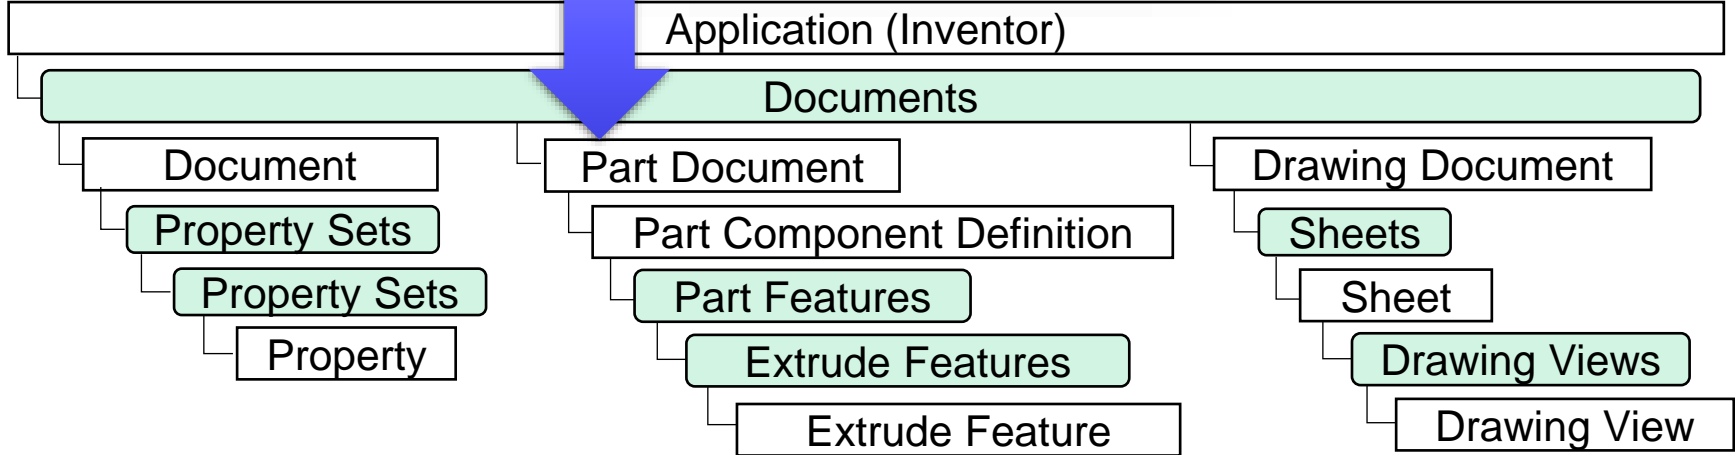 Application (Inventor)
Documents
Document
Part Document
Drawing Document
Property Sets
Part Component Definition
Sheets
Property Sets
Part Features
Sheet
Property
Extrude Features
Drawing Views
Extrude Feature
Drawing View